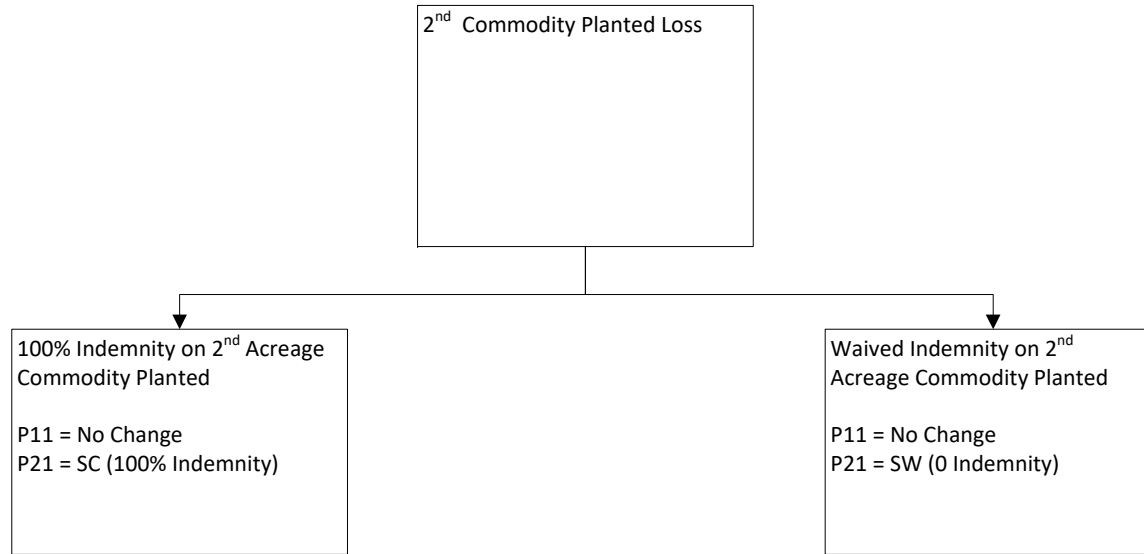 2nd Commodity Planted Loss
100% Indemnity on 2nd Acreage
Commodity Planted
P11 = No Change
P21 = SC (100% Indemnity)
Waived Indemnity on 2nd
Acreage Commodity Planted
P11 = No Change
P21 = SW (0 Indemnity)